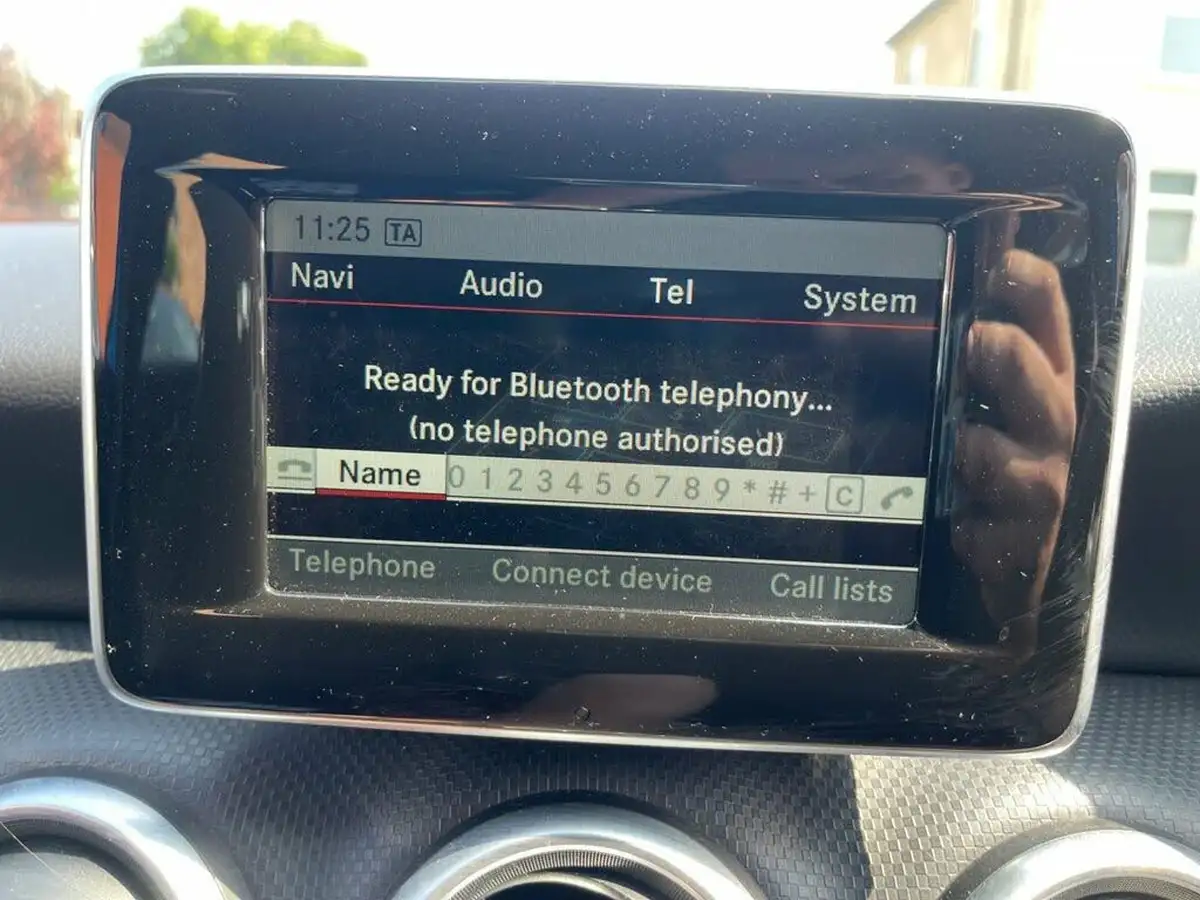 11:25 TA
Navi Audio Tel System
Ready for Bluetooth telephony...
(no telephone authorised)
Name 0 1 2 3 4 5 6 7 8 9 * # + C
Telephone Connect device Call lists